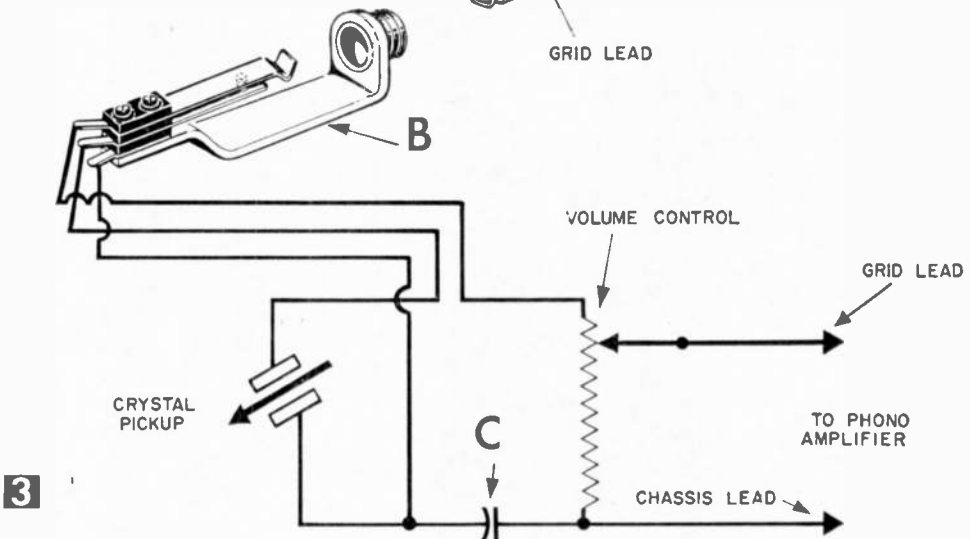 GRID LEAD
B
VOLUME CONTROL
GRID LEAD
CRYSTAL
PICKUP
C
TO PHONO
AMPLIFIER
3
CHASSIS LEAD